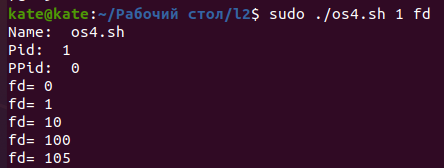 kate@kate:~/Рабочий стол/l2$ sudo ./os4.sh 1 fd
Name:  os.sh
Pid:  1
PPid:  0
fd= 0
fd= 1
fd= 10
fd= 100
fd= 105